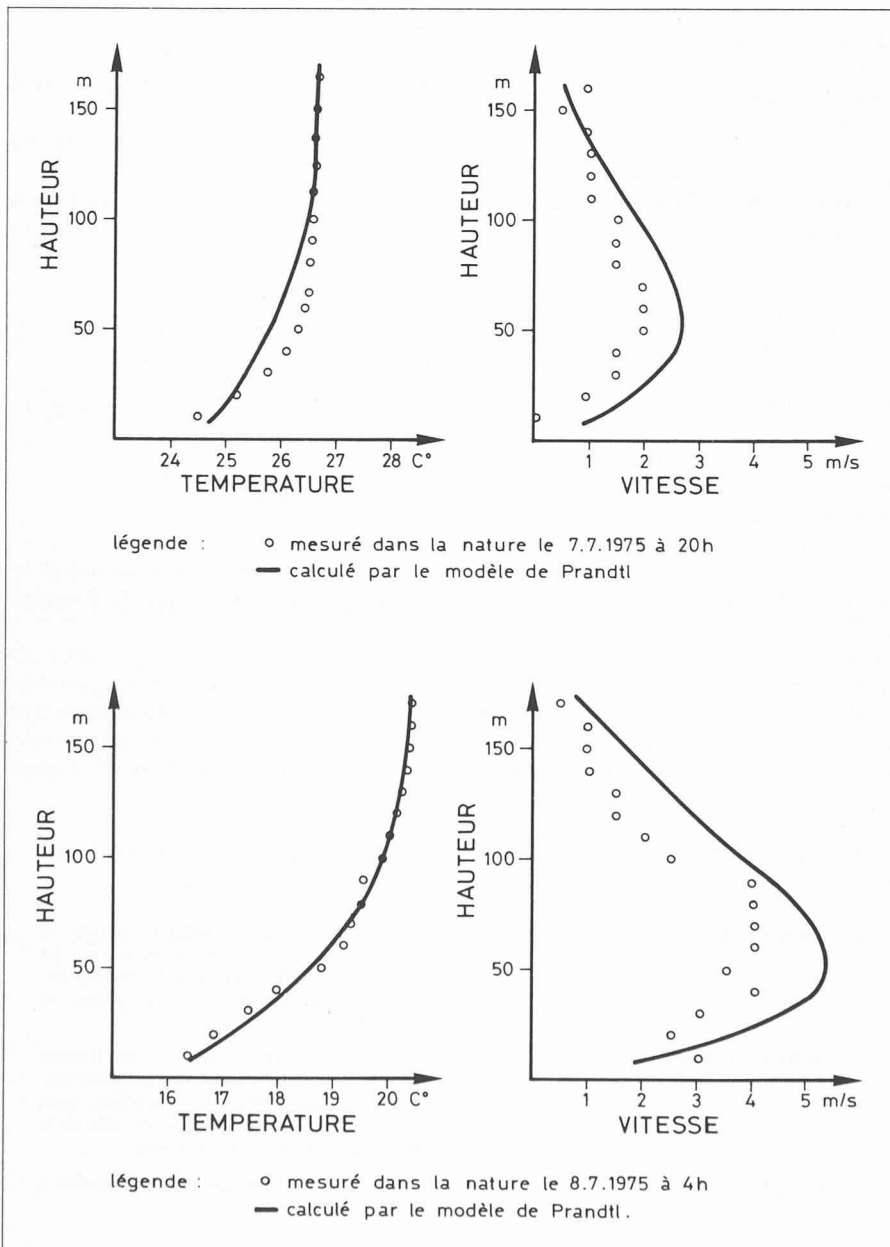 m
150
100
50
HAUTEUR
24 25 26 27 28 C°
TEMPERATURE
m
150
100
50
HAUTEUR
1 2 3 4 5 m/s
VITESSE
légende : o mesuré dans la nature le 7.7.1975 à 20h
— calculé par le modèle de Prandtl
m
150
100
50
HAUTEUR
16 17 18 19 20 C°
TEMPERATURE
m
150
100
50
HAUTEUR
1 2 3 4 5 m/s
VITESSE
légende : o mesuré dans la nature le 8.7.1975 à 4h
— calculé par le modèle de Prandtl.